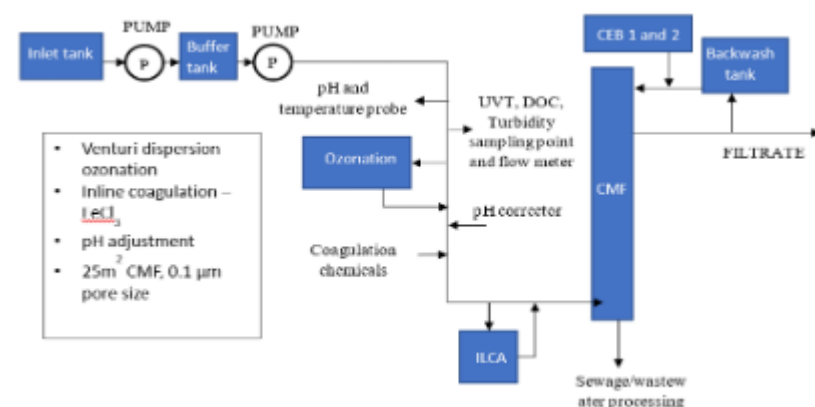 PUMP
PUMP
Inlet tank
P
Buffer
tank
P
CEB 1 and 2
Backwash
tank
pH and
temperature probe
UVT, DOC,
Turbidity
sampling point
and flow meter
Ozonation
FILTRATE
CMF
pH corrector
Coagulation
chemicals
ILCA
Sewage/wastew
ater processing
• Venturi dispersion
ozonation
• Inline coagulation –
FeCl3
• pH adjustment
• 25m2 CMF, 0.1 µm
pore size